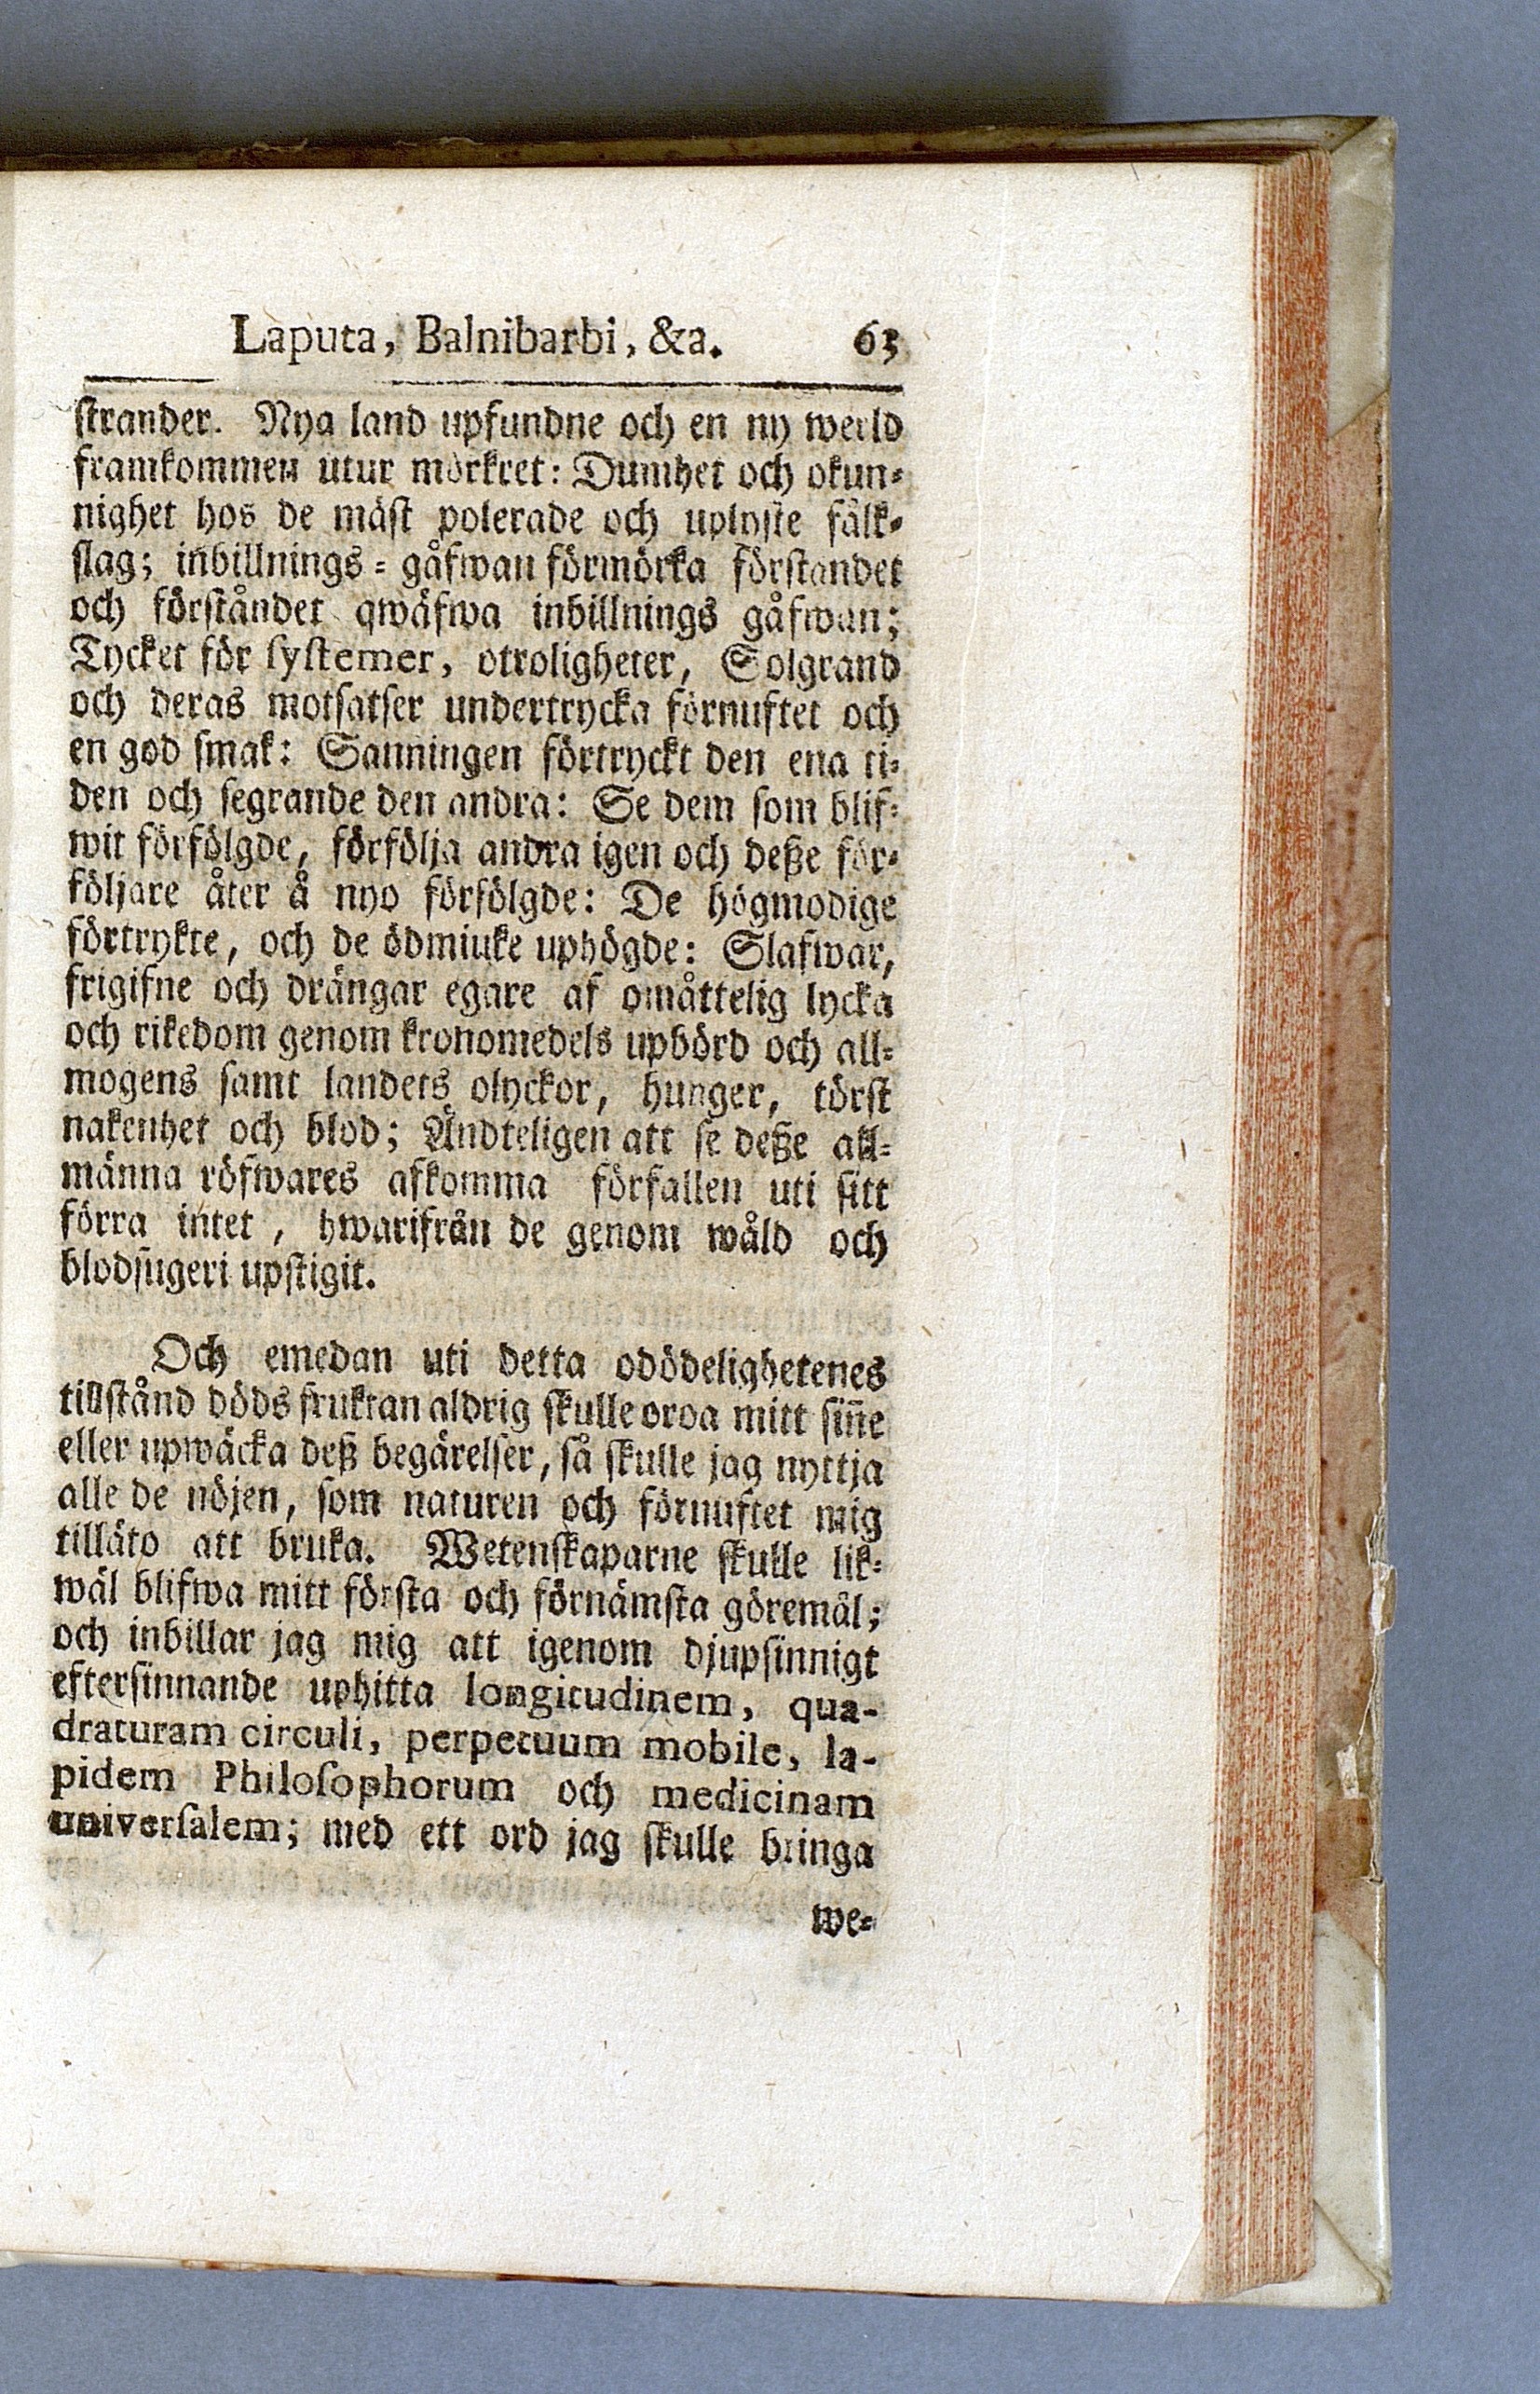 Laputa, Balnibarbi, &a. 63
strander. Nya land upfundne och en ny werld
framkommen utur mörkret: Dumhet och okun-
nighet hos de mäst polerade och uplyste fålk-
slag; inbillnings-gåfwan förmörka förstandet
och förståndet qwäfwa inbillnings gåfwan;
Tycket för systemer, otroligheter, Solgrand
och deras motsatser undertrycka förnuftet och
en god smak: Sanningen förtryckt den ena ti-
den och segrande den andra: Se dem som blif-
wit förfölgde, förfölja andra igen och deße för-
följare åter å nyo förfölgde: De högmodige
förtrykte, och de ödmiuke uphögde: Slafwar,
frigifne och drängar egare af omåttelig lycka
och rikedom genom kronomedels upbörd och all-
mogens samt landets olyckor, hunger, törst
nakenhet och blod; Ändteligen att se deße all-
männa röfwares afkomma förfallen uti sitt
förra intet, hwarifrån de genom wåld och
blodsugeri upstigit.
Och emedan uti detta odödelighetenes
tillstånd döds fruktan aldrig skulle oroa mitt siñe
eller upwäcka deß begärelser, så skulle jag nyttja
alle de nöjen, som naturen och förnuftet mig
tilläto att bruka. Wetenskaparne skulle lik-
wäl blifwa mitt första och förnämsta göremål;
och inbillar jag mig att igenom djupsinnigt
eftersinnande uphitta longitudinem, qua-
draturam circuli, perpetuum mobile, la-
pidem Philosophorum och medicinam
universalem; med ett ord jag skulle bringa
we-